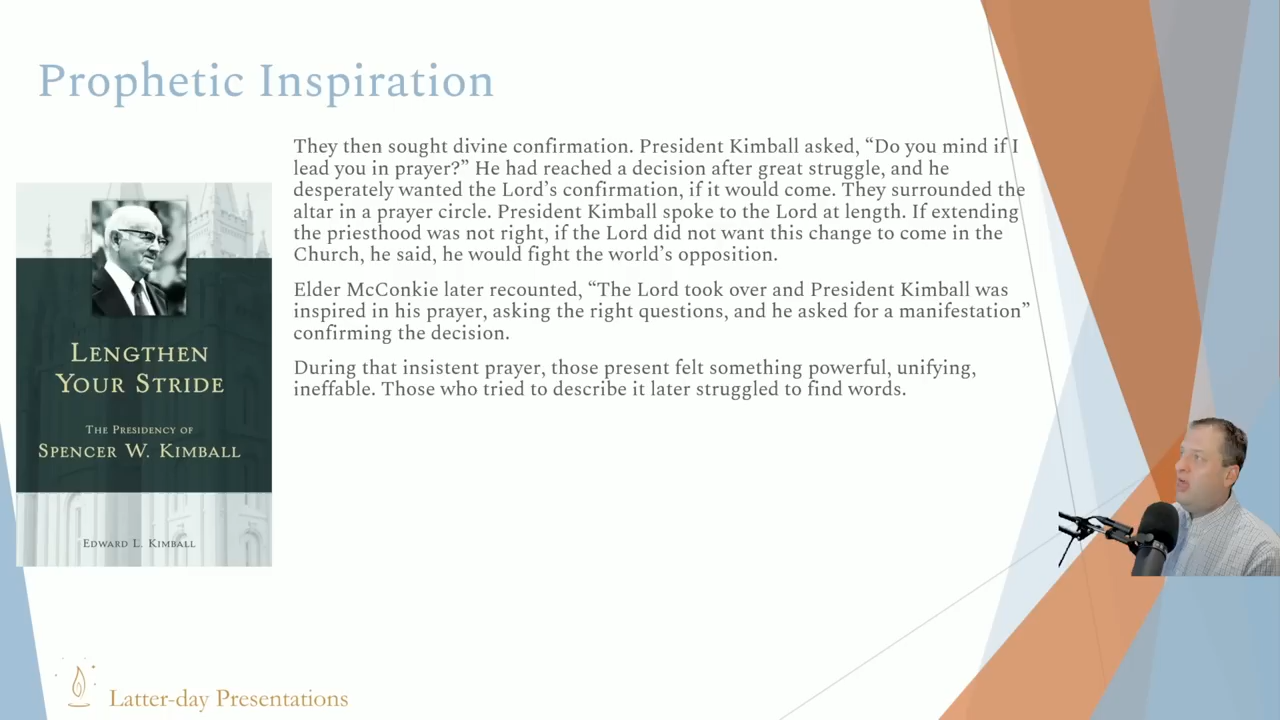 Prophetic Inspiration
They then sought divine confirmation. President Kimball asked, “Do you mind if I
lead you in prayer?” He had reached a decision after great struggle, and he
desperately wanted the Lord’s confirmation, if it would come. They surrounded the
altar in a prayer circle. President Kimball spoke to the Lord at length. If extending
the priesthood was not right, if the Lord did not want this change to come in the
Church, he said, he would fight the world’s opposition.
Elder McConkie later recounted, “The Lord took over and President Kimball was
inspired in his prayer, asking the right questions, and he asked for a manifestation”
confirming the decision.
During that insistent prayer, those present felt something powerful, unifying,
ineffable. Those who tried to describe it later struggled to find words.
LENGTHEN
YOUR STRIDE
THE PRESIDENCY OF
SPENCER W. KIMBALL
EDWARD L. KIMBALL
Latter-day Presentations